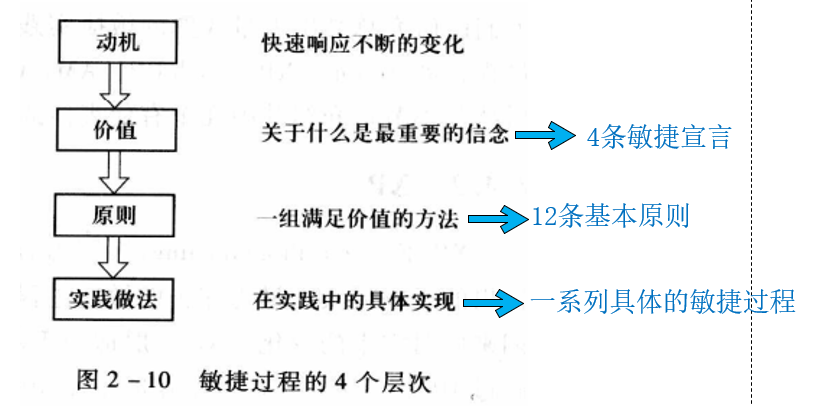 动机 快速响应不断的变化
价值 关于什么是最重要的信念 4条敏捷宣言
原则 一组满足价值的方法 12条基本原则
实践做法 在实践中的具体实现 一系列具体的敏捷过程
图2-10 敏捷过程的4个层次